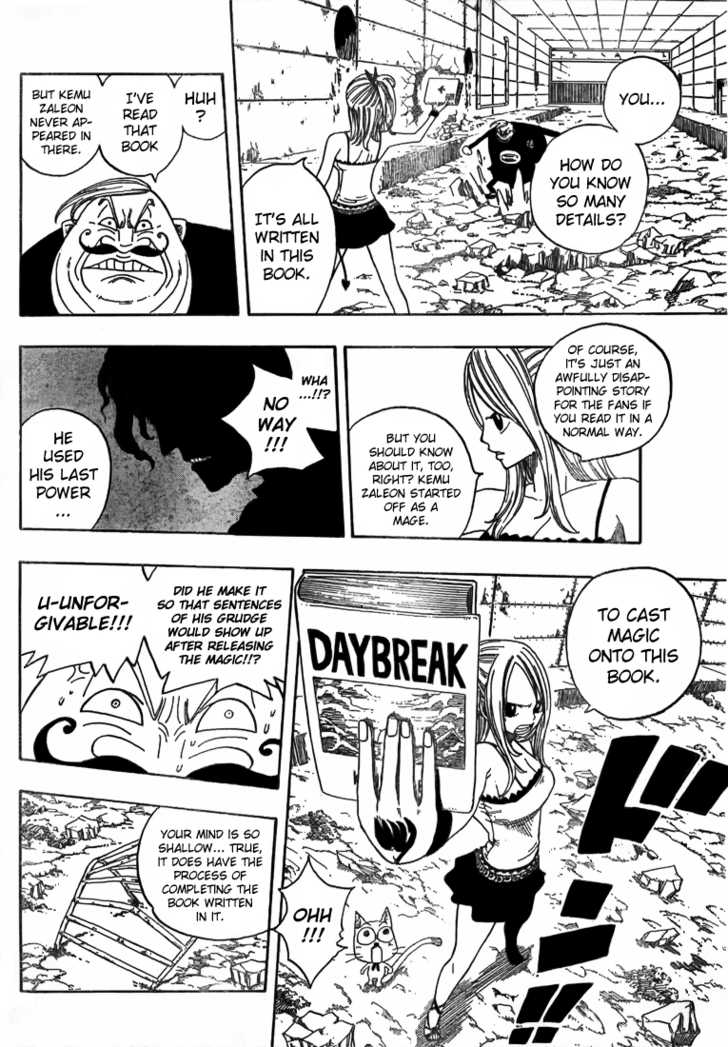 YOU...
HOW DO
YOU KNOW
SO MANY
DETAILS?
IT'S ALL
WRITTEN
IN THIS
BOOK.
HUH
?
I'VE
READ
THAT
BOOK
BUT KEMU
ZALEON
NEVER AP-
PEARED IN
THERE.
OF COURSE,
IT'S JUST AN
AWFULLY DISAP-
POINTING STORY
FOR THE FANS IF
YOU READ IT IN A
NORMAL WAY.
BUT YOU
SHOULD KNOW
ABOUT IT, TOO,
RIGHT? KEMU
ZALEON STARTED
OFF AS A
MAGE.
WHA
...!!?
NO
WAY
!!!
HE
USED
HIS LAST
POWER
...
TO CAST
MAGIC
ONTO THIS
BOOK.
DAYBREAK
ドドン
OHH
!!!
DID HE MAKE IT
SO THAT SENTENCES
OF HIS GRUDGE
WOULD SHOW UP
AFTER RELEASING
THE MAGIC!!?
U-UNFOR-
GIVABLE!!!
YOUR MIND IS SO
SHALLOW... TRUE,
IT DOES HAVE THE
PROCESS OF
COMPLETING THE
BOOK WRITTEN
IN IT.